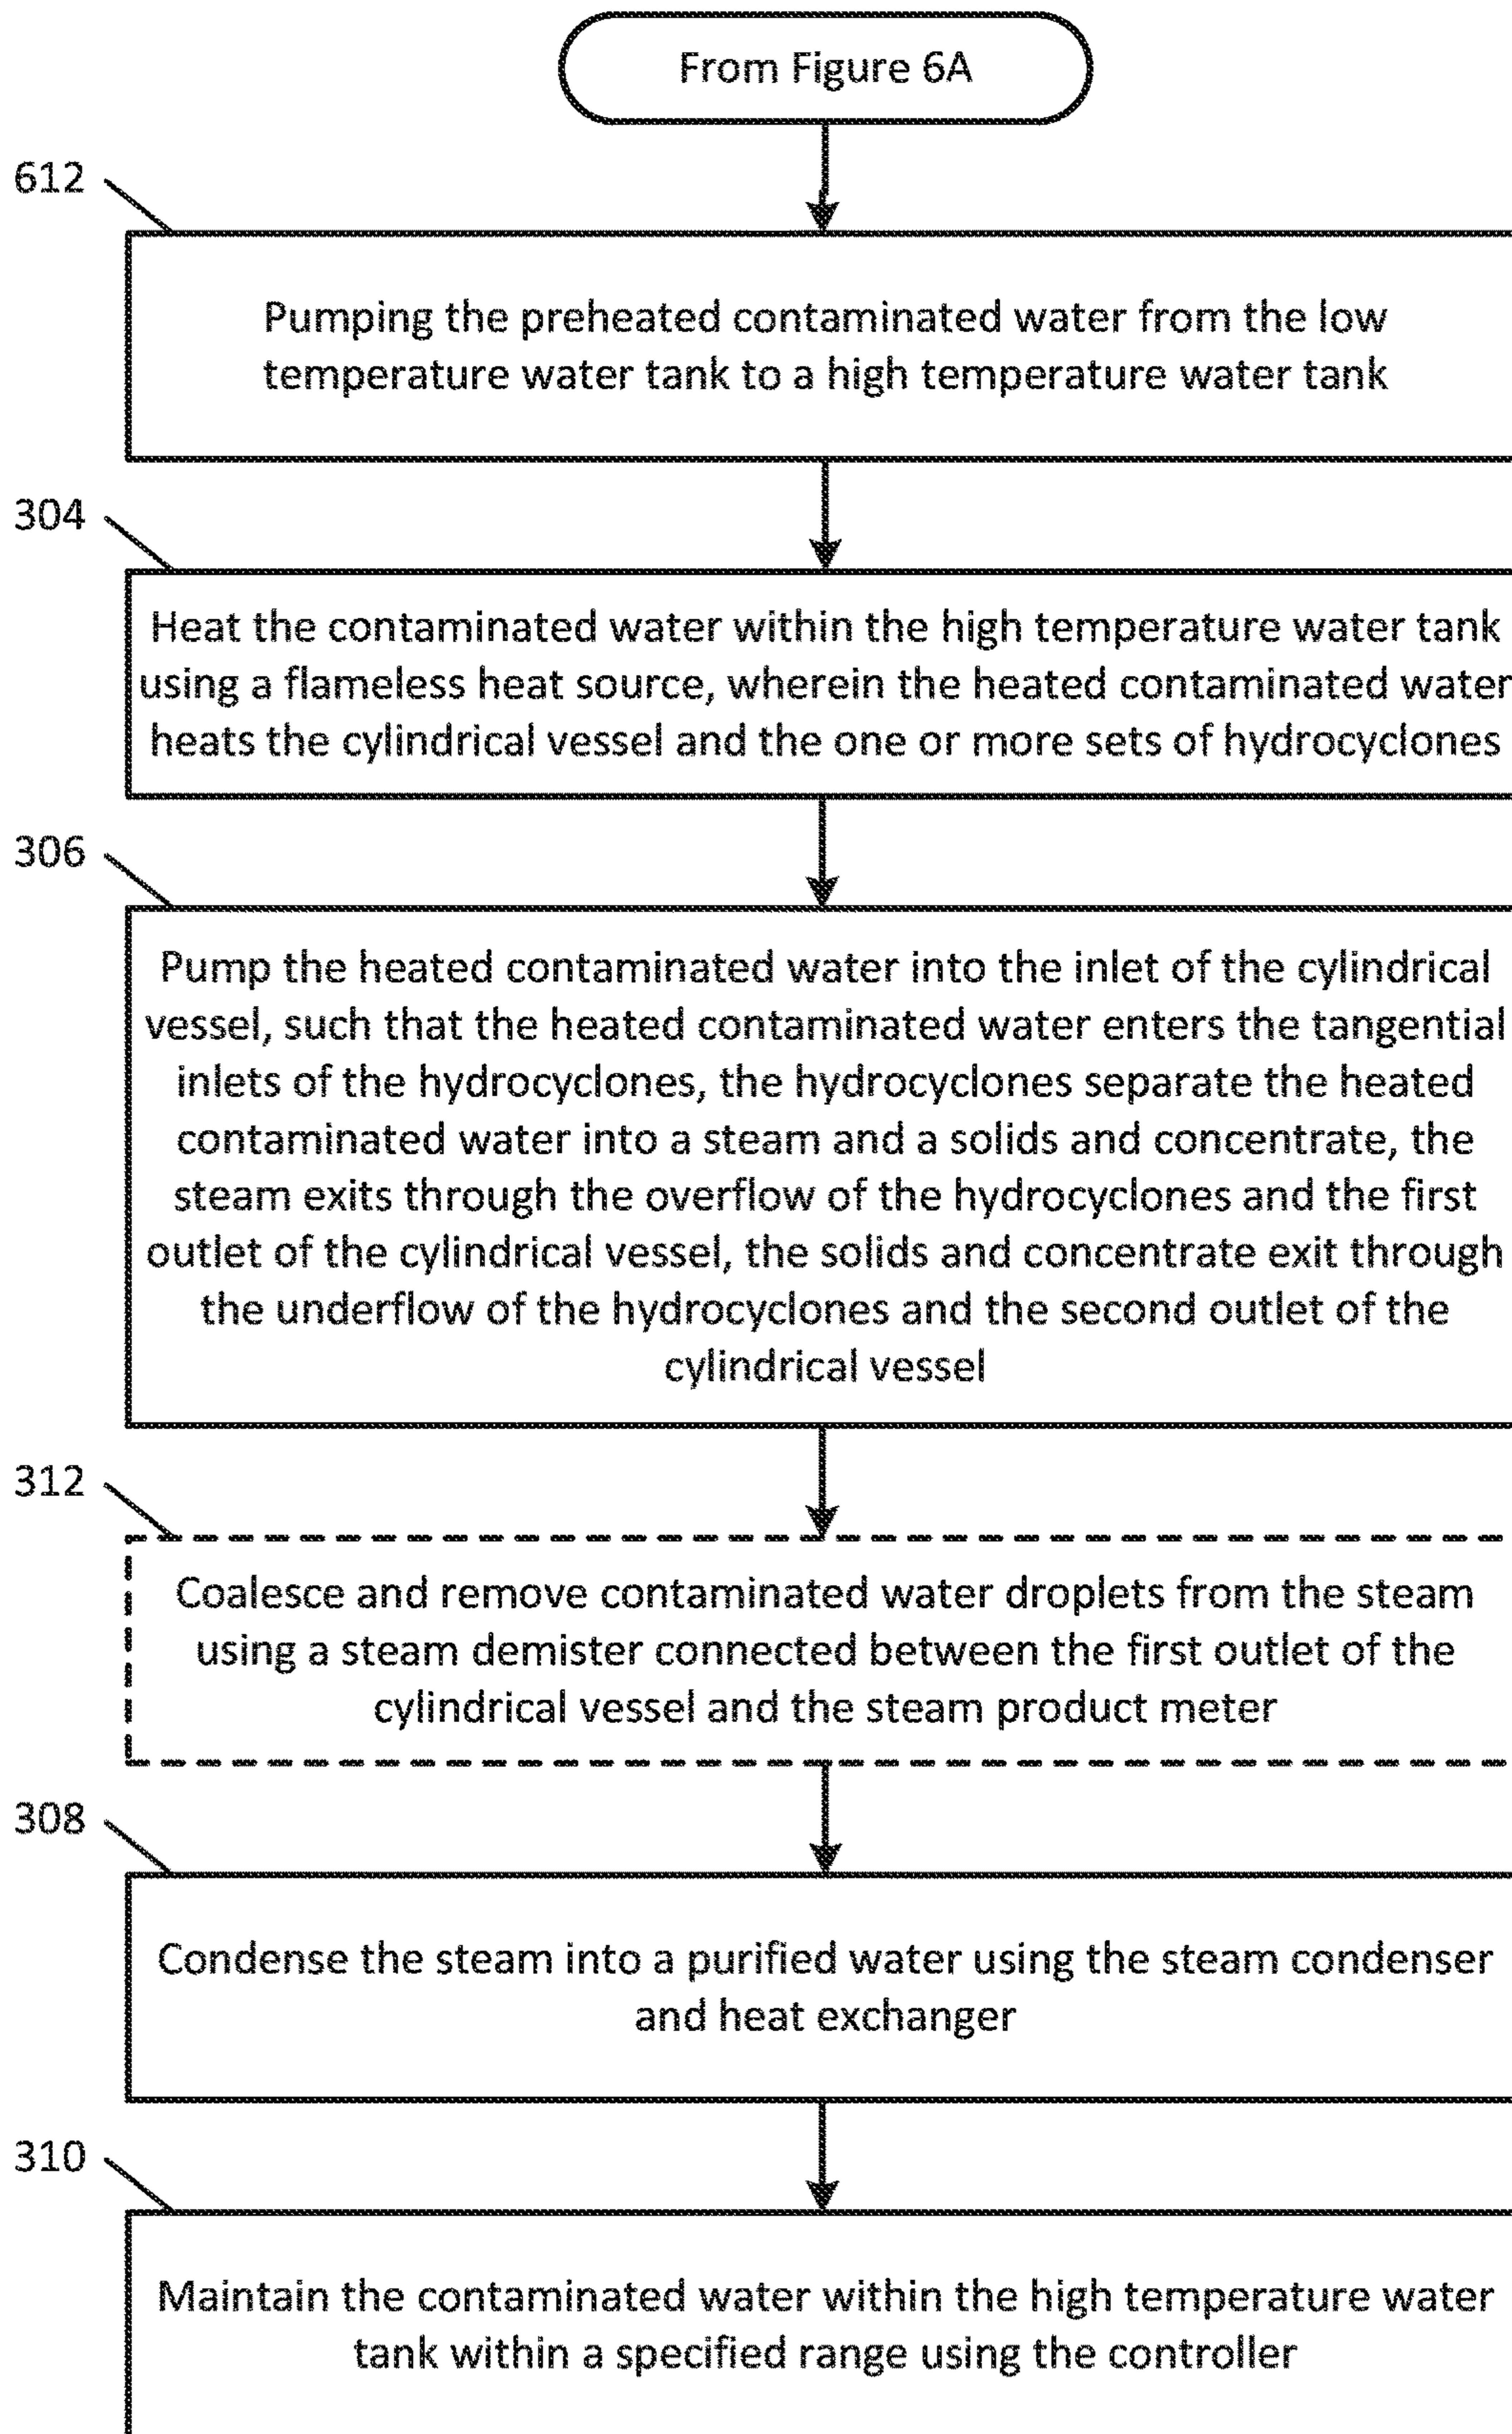 From Figure 6A
612
Pumping the preheated contaminated water from the low
temperature water tank to a high temperature water tank
304
Heat the contaminated water within the high temperature water tank
using a flameless heat source, wherein the heated contaminated water
heats the cylindrical vessel and the one or more sets of hydrocyclones
306
Pump the heated contaminated water into the inlet of the cylindrical
vessel, such that the heated contaminated water enters the tangential
inlets of the hydrocyclones, the hydrocyclones separate the heated
contaminated water into a steam and a solids and concentrate, the
steam exits through the overflow of the hydrocyclones and the first
outlet of the cylindrical vessel, the solids and concentrate exit through
the underflow of the hydrocyclones and the second outlet of the
cylindrical vessel
312
Coalesce and remove contaminated water droplets from the steam
using a steam demister connected between the first outlet of the
cylindrical vessel and the steam product meter
308
Condense the steam into a purified water using the steam condenser
and heat exchanger
310
Maintain the contaminated water within the high temperature water
tank within a specified range using the controller